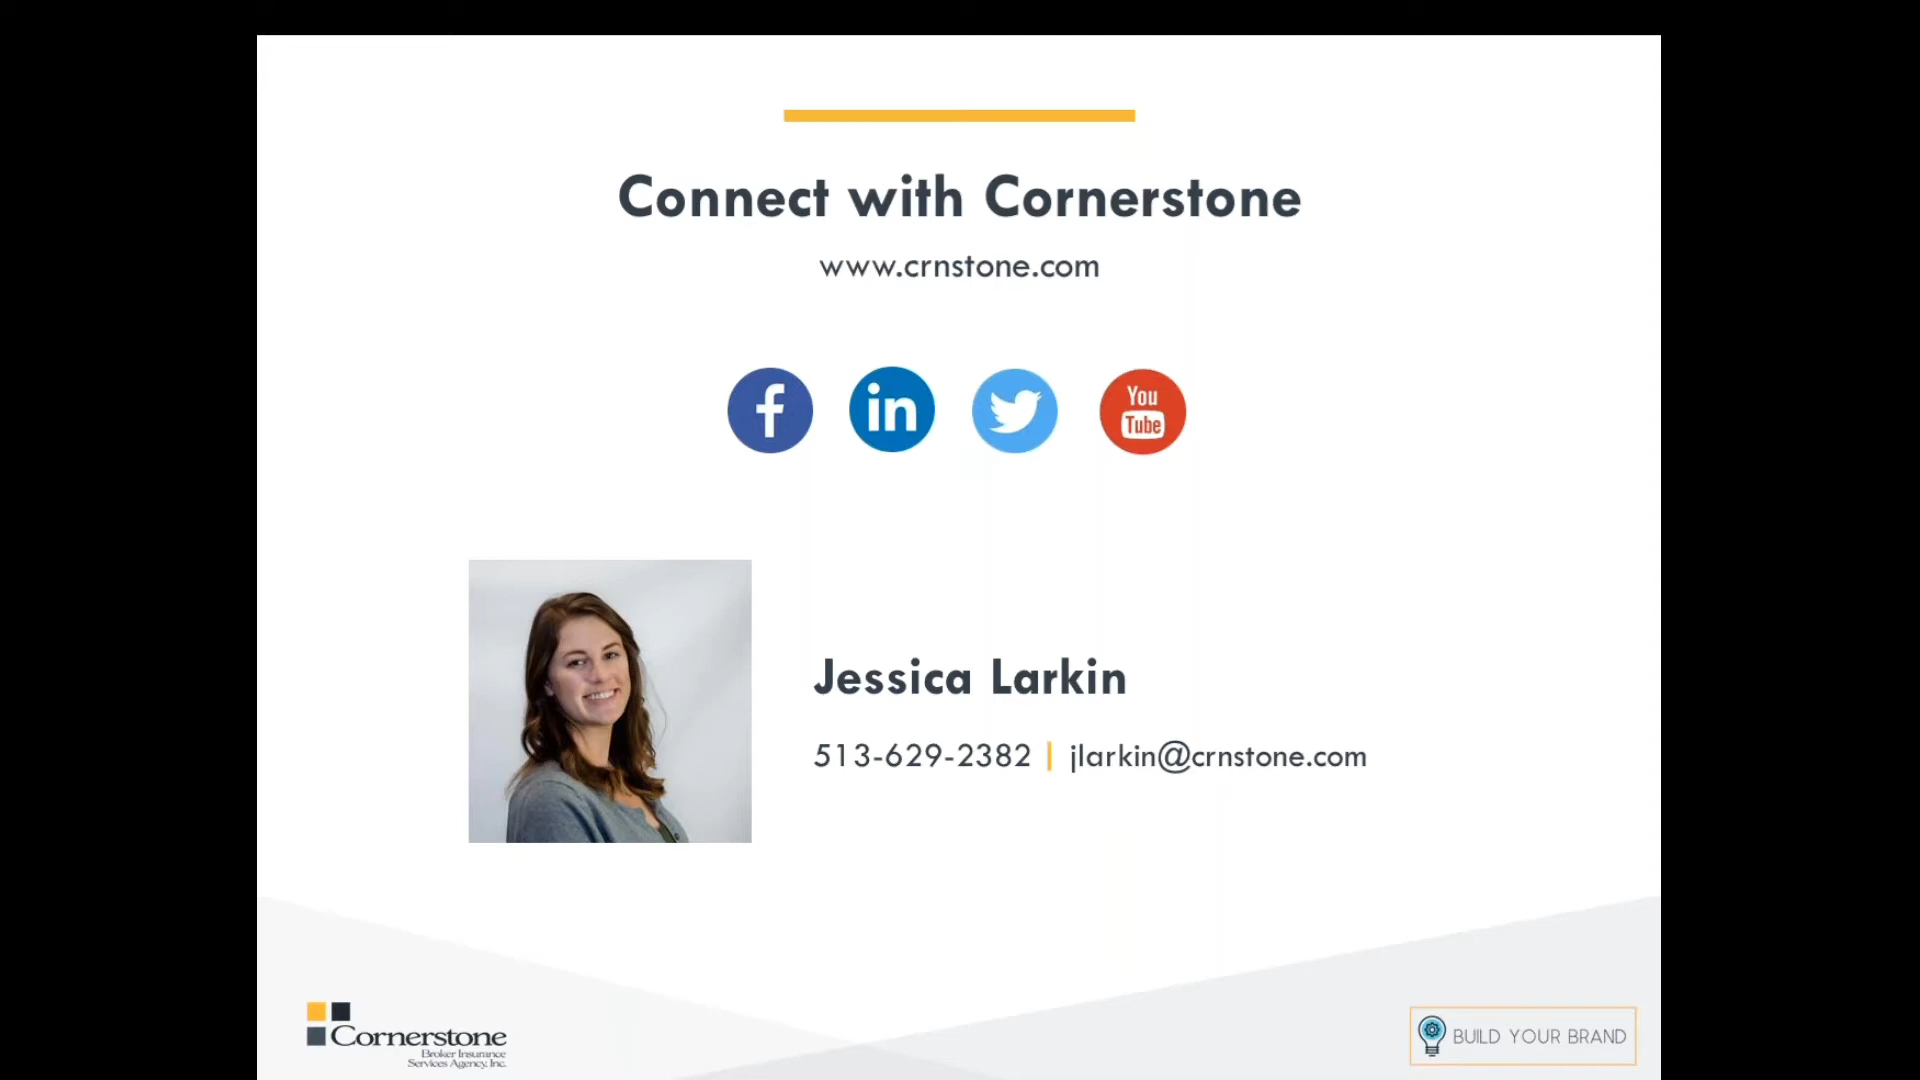 Connect with Cornerstone
www.crnstone.com
f
in
You
Tube
Jessica Larkin
513-629-2382 | jlarkin@crnstone.com
Cornerstone
Broker Insurance
Services Agency, Inc.
BUILD YOUR BRAND